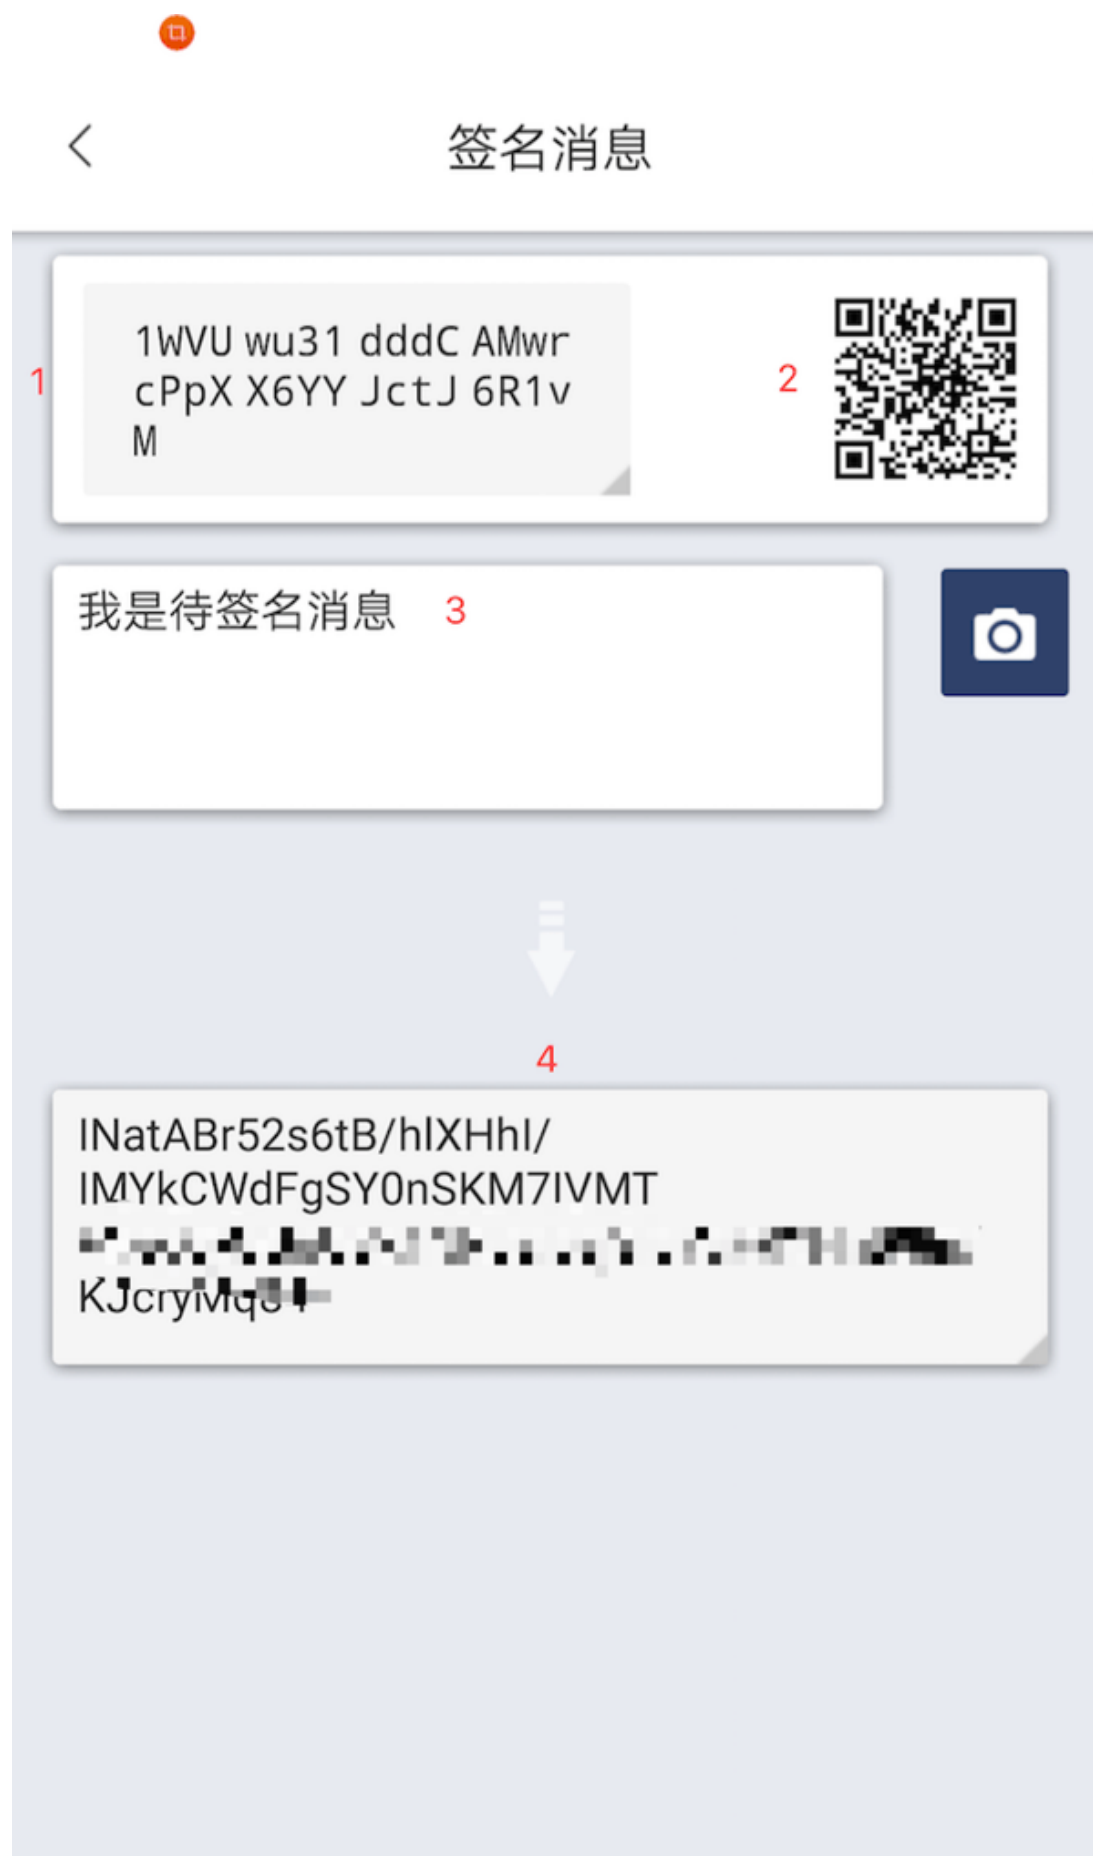 签名消息
1WVU wu31 dddC AMwr
cPpX X6YY JctJ 6R1v
M
1
2
我是待签名消息 3
4
INatABr52s6tB/hlXHhI/
IMYkCWdFgSY0nSKM7IVMT